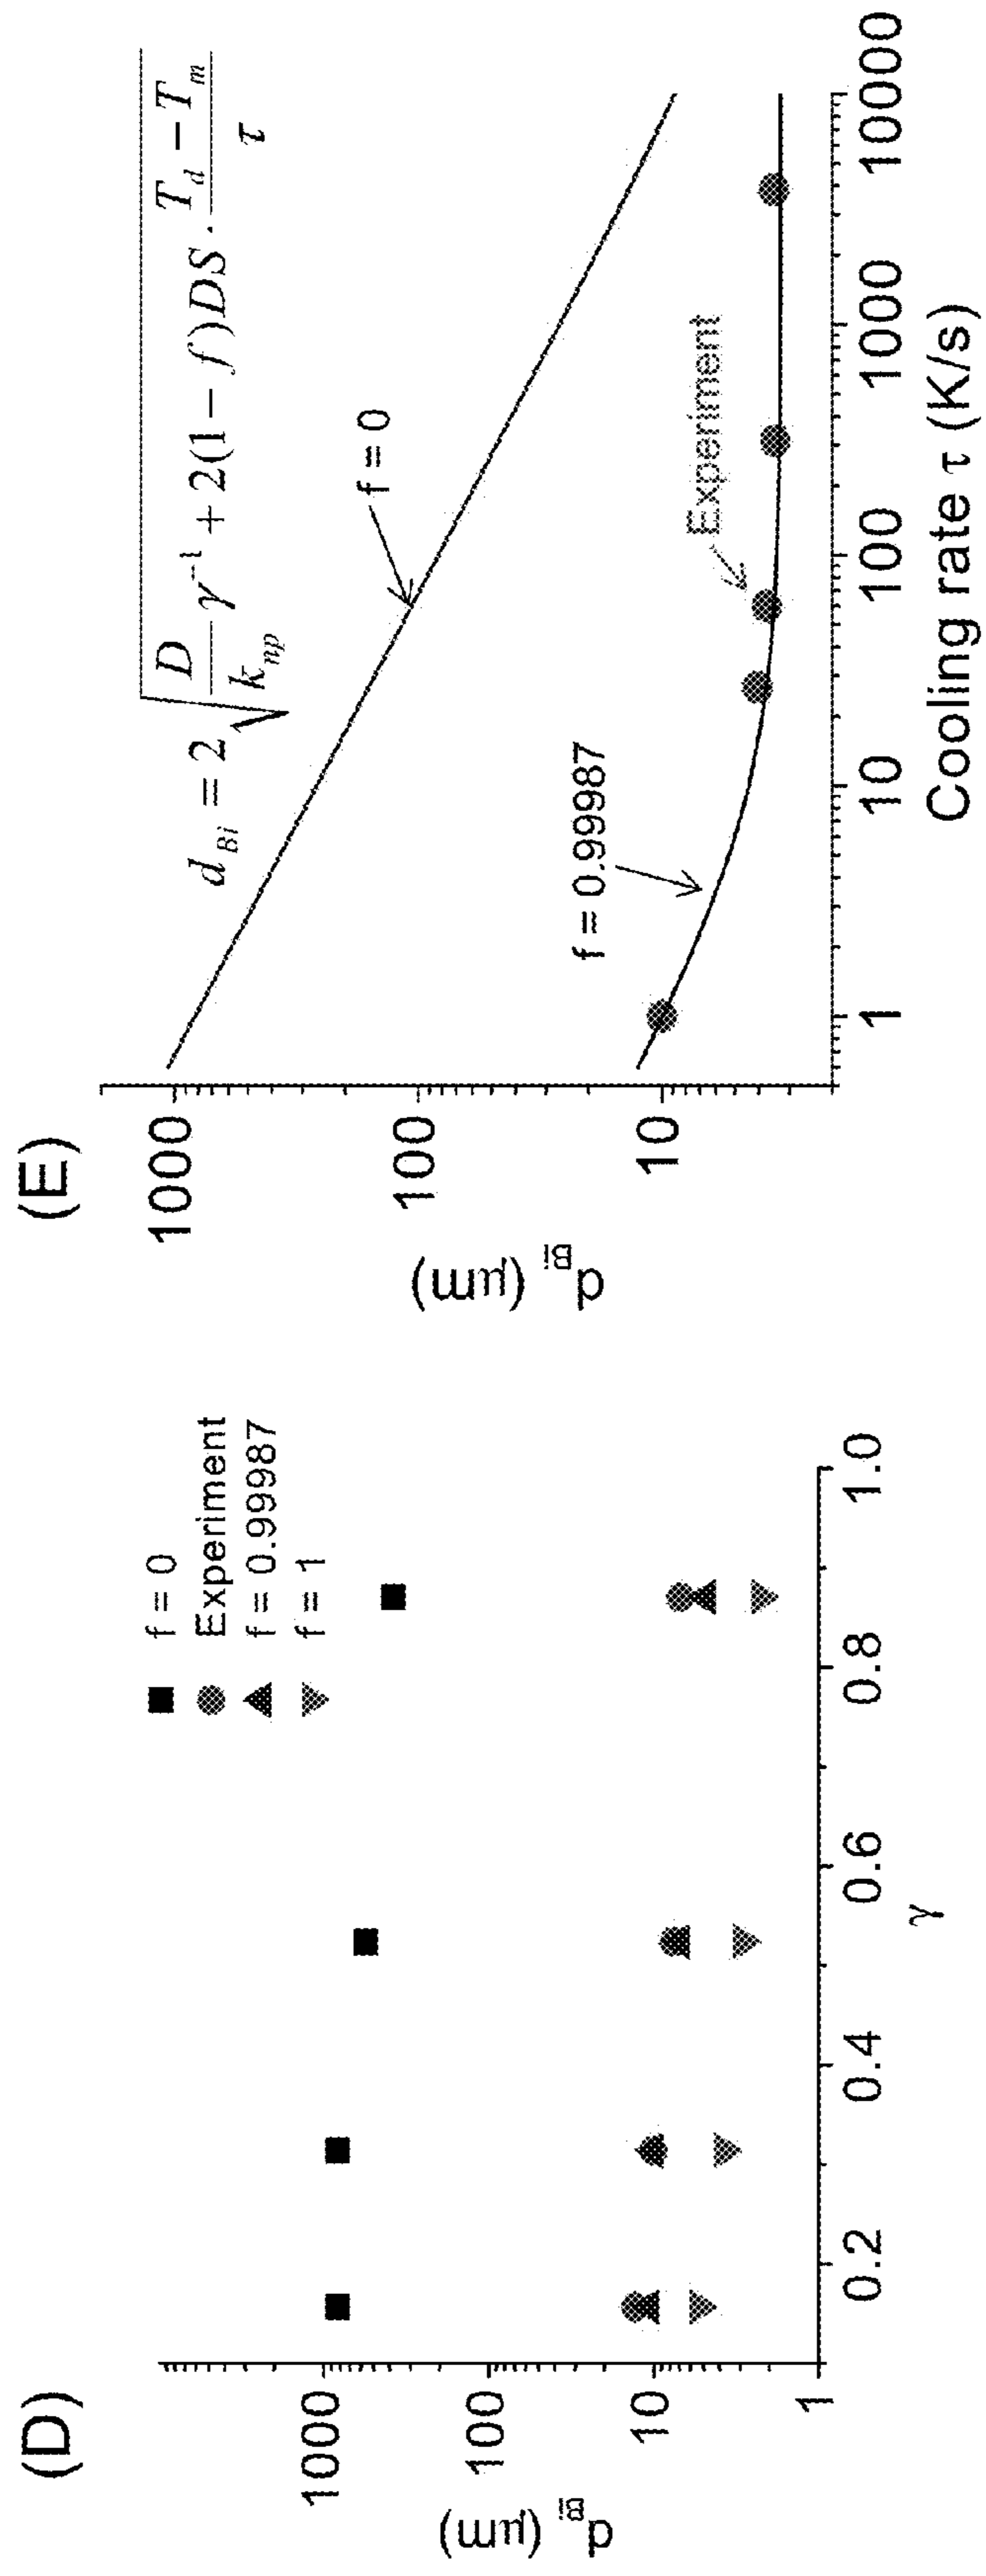 (D)
d_Bi (μm)
1000
100
10
1
0.2
0.4
0.6
0.8
1.0
γ
f = 0
Experiment
f = 0.99987
f = 1
(E)
d_Bi (μm)
1000
100
10
1
10
100
1000
10000
Cooling rate τ (K/s)
d_Bi = 2√(D/k_np γ^-1 + 2(1 − f)DS · (T_d − T_m)/τ)
f = 0
f = 0.99987
Experiment